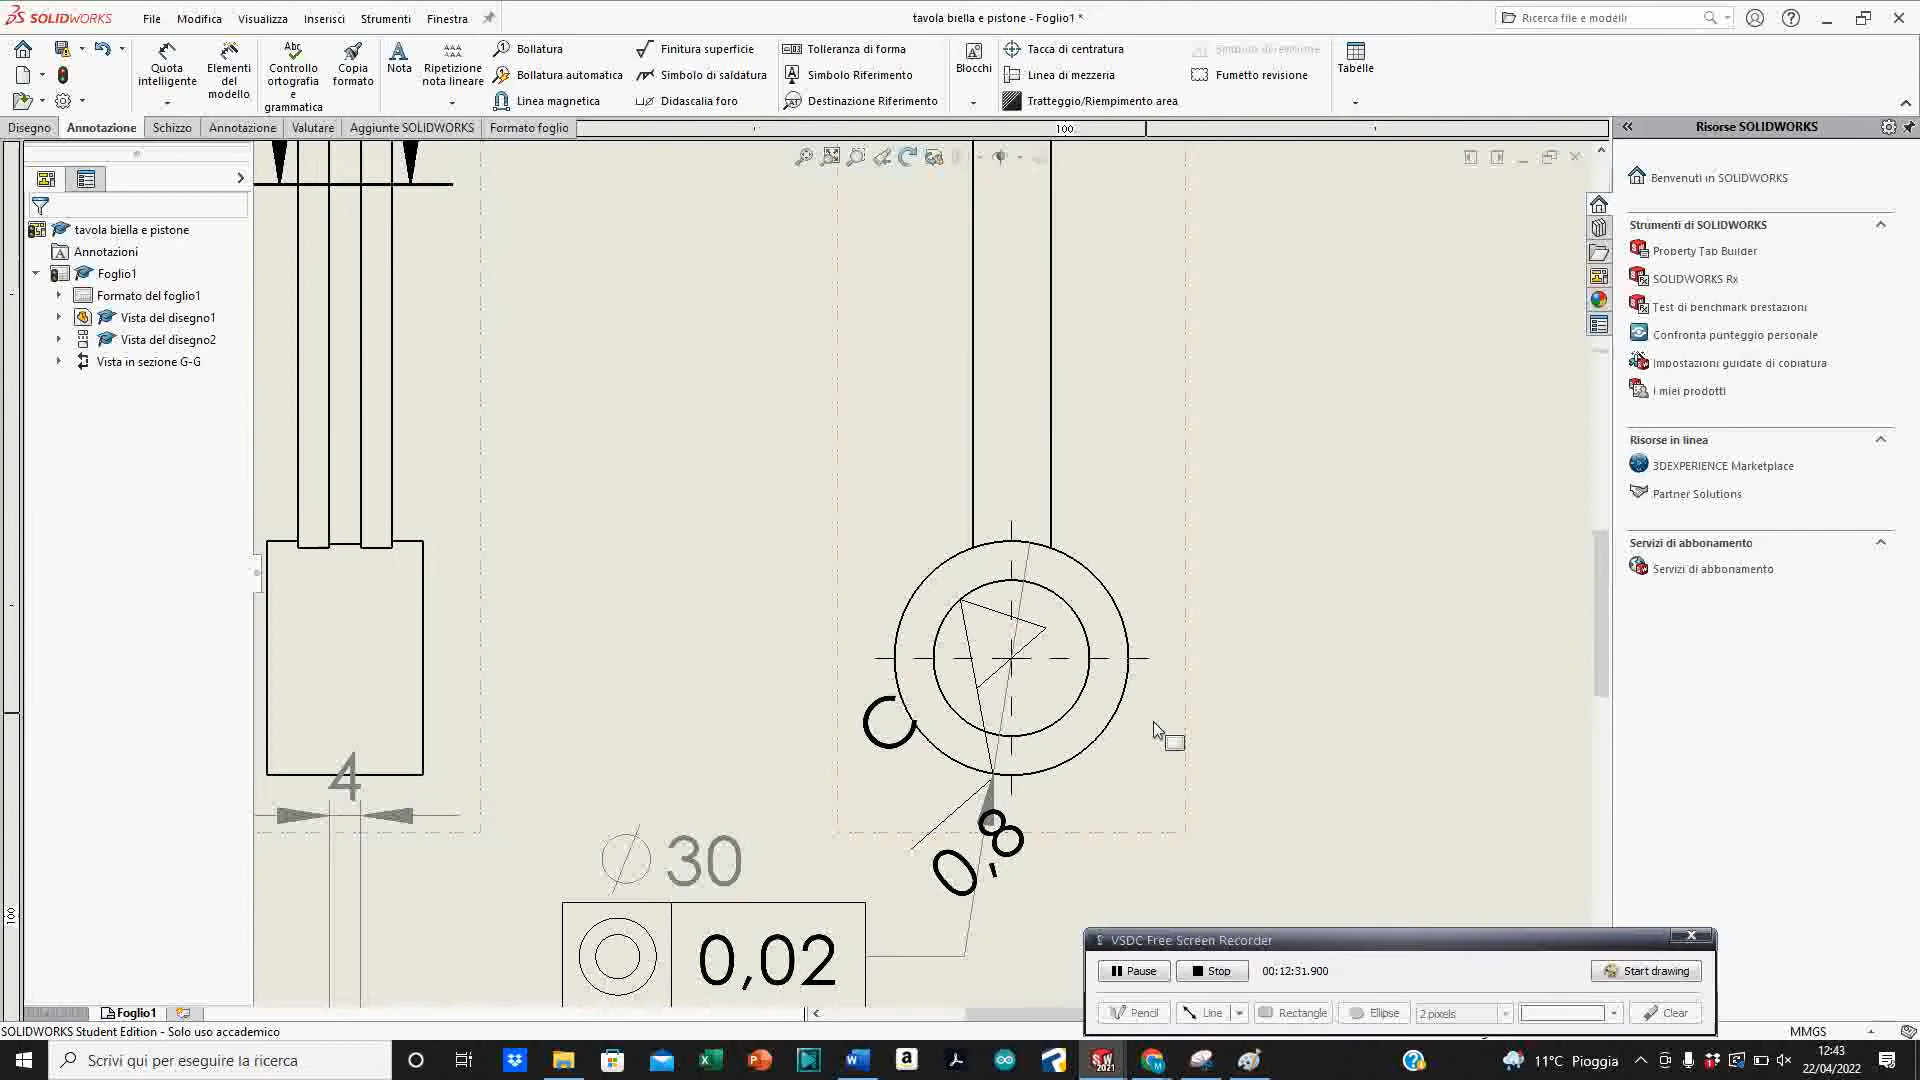 SOLIDWORKS
File
Modifica
Visualizza
Inserisci
Strumenti
Finestra
tavola biella e pistone - Foglio1 *
Ricerca file e modelli
Quota intelligente
Elementi del modello
Controllo ortografia e grammatica
Copia formato
Nota
Ripetizione nota lineare
Bollatura
Bollatura automatica
Linea magnetica
Finitura superficie
Simbolo di saldatura
Didascalia foro
Tolleranza di forma
Simbolo Riferimento
Destinazione Riferimento
Blocchi
Tacca di centratura
Linea di mezzeria
Tratteggio/Riempimento area
Simbolo di revisione
Fumetto revisione
Tabelle
Disegno
Annotazione
Schizzo
Annotazione
Valutare
Aggiunte SOLIDWORKS
Formato foglio
100
Risorse SOLIDWORKS
tavola biella e pistone
Annotazioni
Foglio1
Formato del foglio1
Vista del disegno1
Vista del disegno2
Vista in sezione G-G
Benvenuti in SOLIDWORKS
Strumenti di SOLIDWORKS
Property Tab Builder
SOLIDWORKS Rx
Test di benchmark prestazioni
Confronta punteggio personale
Impostazioni guidate di copiatura
I miei prodotti
Risorse in linea
3DEXPERIENCE Marketplace
Partner Solutions
Servizi di abbonamento
Servizi di abbonamento
C
4
0,8
Ø 30
0,02
100
VSDC Free Screen Recorder
Pause
Stop
00:12:31.900
Start drawing
Pencil
Line
Rectangle
Ellipse
2 pixels
Clear
Foglio1
SOLIDWORKS Student Edition - Solo uso accademico
MMGS
Scrivi qui per eseguire la ricerca
11°C Pioggia
12:43
22/04/2022